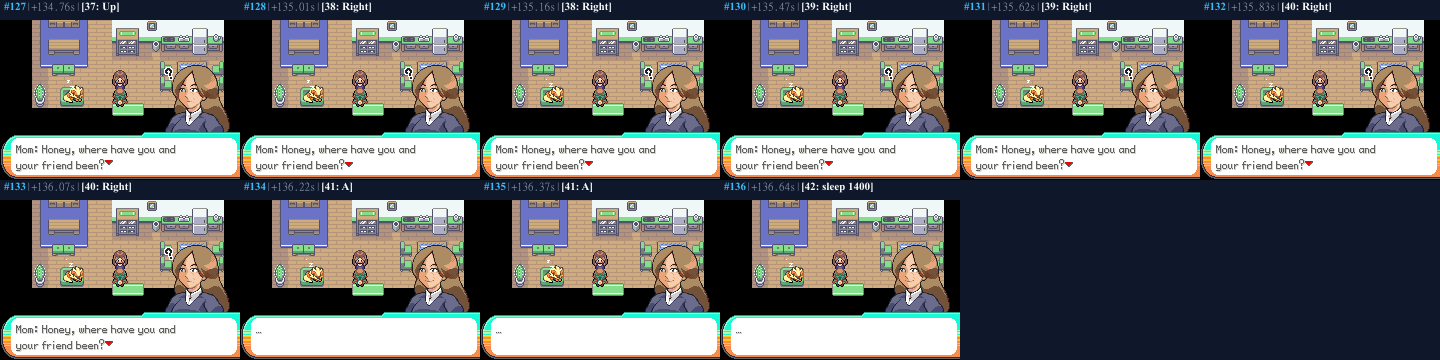 #127|+134.76s|[37: Up]
#128|+135.01s|[38: Right]
#129|+135.16s|[38: Right]
#130|+135.47s|[39: Right]
#131|+135.62s|[39: Right]
#132|+135.83s|[40: Right]
Mom: Honey, where have you and
your friend been?
Mom: Honey, where have you and
your friend been?
Mom: Honey, where have you and
your friend been?
Mom: Honey, where have you and
your friend been?
Mom: Honey, where have you and
your friend been?
Mom: Honey, where have you and
your friend been?
#133|+136.07s|[40: Right]
#134|+136.22s|[41: A]
#135|+136.37s|[41: A]
#136|+136.64s|[42: sleep 1400]
Mom: Honey, where have you and
your friend been?
...
...
...